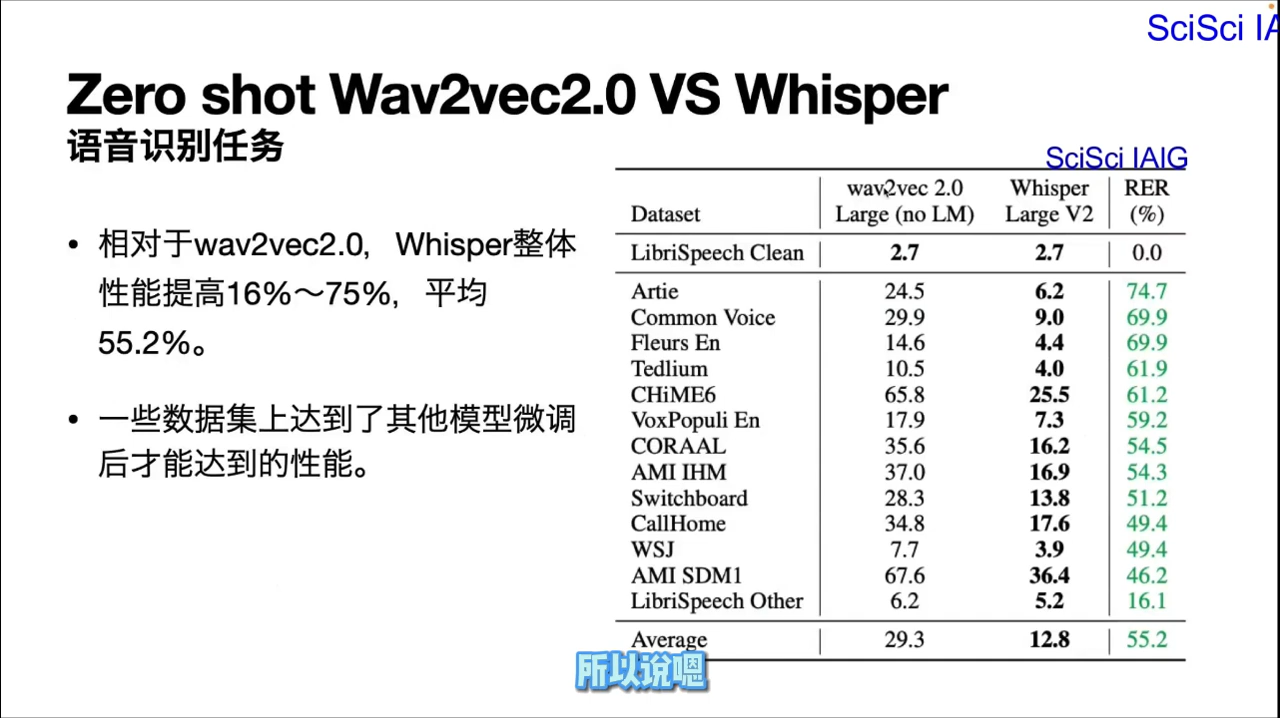 SciSci IA
Zero shot Wav2vec2.0 VS Whisper
语音识别任务
SciSci IAIG
• 相对于wav2vec2.0，Whisper整体
性能提高16%～75%，平均
55.2%。
• 一些数据集上达到了其他模型微调
后才能达到的性能。
wav2vec 2.0 Whisper RER
Dataset Large (no LM) Large V2 (%)
LibriSpeech Clean 2.7 2.7 0.0
Artie 24.5 6.2 74.7
Common Voice 29.9 9.0 69.9
Fleurs En 14.6 4.4 69.9
Tedlium 10.5 4.0 61.9
CHiME6 65.8 25.5 61.2
VoxPopuli En 17.9 7.3 59.2
CORAAL 35.6 16.2 54.5
AMI IHM 37.0 16.9 54.3
Switchboard 28.3 13.8 51.2
CallHome 34.8 17.6 49.4
WSJ 7.7 3.9 49.4
AMI SDM1 67.6 36.4 46.2
LibriSpeech Other 6.2 5.2 16.1
Average 29.3 12.8 55.2
所以说嗯